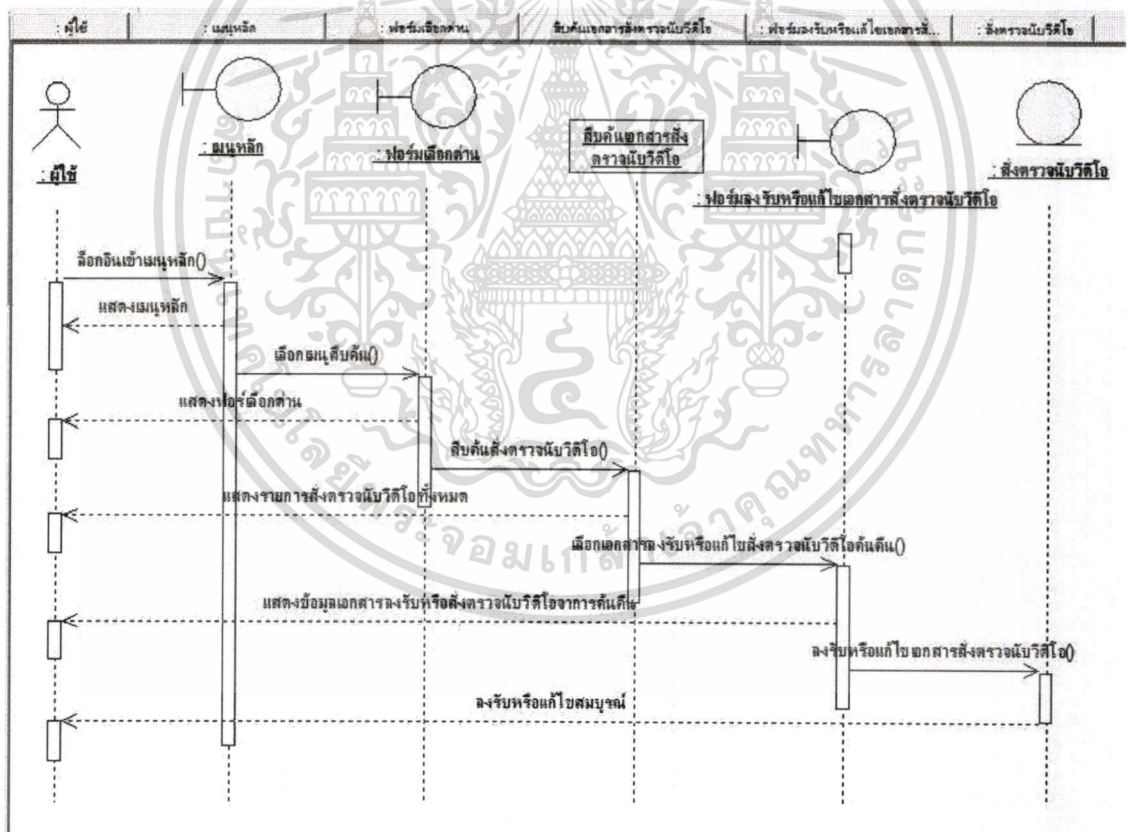 : ผู้ใช้
: เมนูหลัก
: ฟอร์มเลือกด่าน
สืบค้นเอกสารสั่งตรวจนับวีดีโอ
: ฟอร์มลงรับหรือแก้ไขเอกสารสั่...
: สั่งตรวจนับวีดีโอ
: ผู้ใช้
: เมนูหลัก
: ฟอร์มเลือกด่าน
สืบค้นเอกสารสั่ง
ตรวจนับวีดีโอ
: ฟอร์มลงรับหรือแก้ไขเอกสารสั่งตรวจนับวีดีโอ
: สั่งตรวจนับวีดีโอ
ล็อกอินเข้าเมนูหลัก()
แสดงเมนูหลัก
เลือกเมนูสืบค้น()
แสดงฟอร์เลือกด่าน
สืบค้นสั่งตรวจนับวีดีโอ()
แสดงรายการสั่งตรวจนับวีดีโอทั้งหมด
เลือกเอกสารลงรับหรือแก้ไขสั่งตรวจนับวีดีโอค้นคืน()
แสดงข้อมูลเอกสารลงรับหรือสั่งตรวจนับวีดีโอจาการค้นคืน
ลงรับหรือแก้ไขเอกสารสั่งตรวจนับวีดีโอ()
ลงรับหรือแก้ไขสมบูรณ์